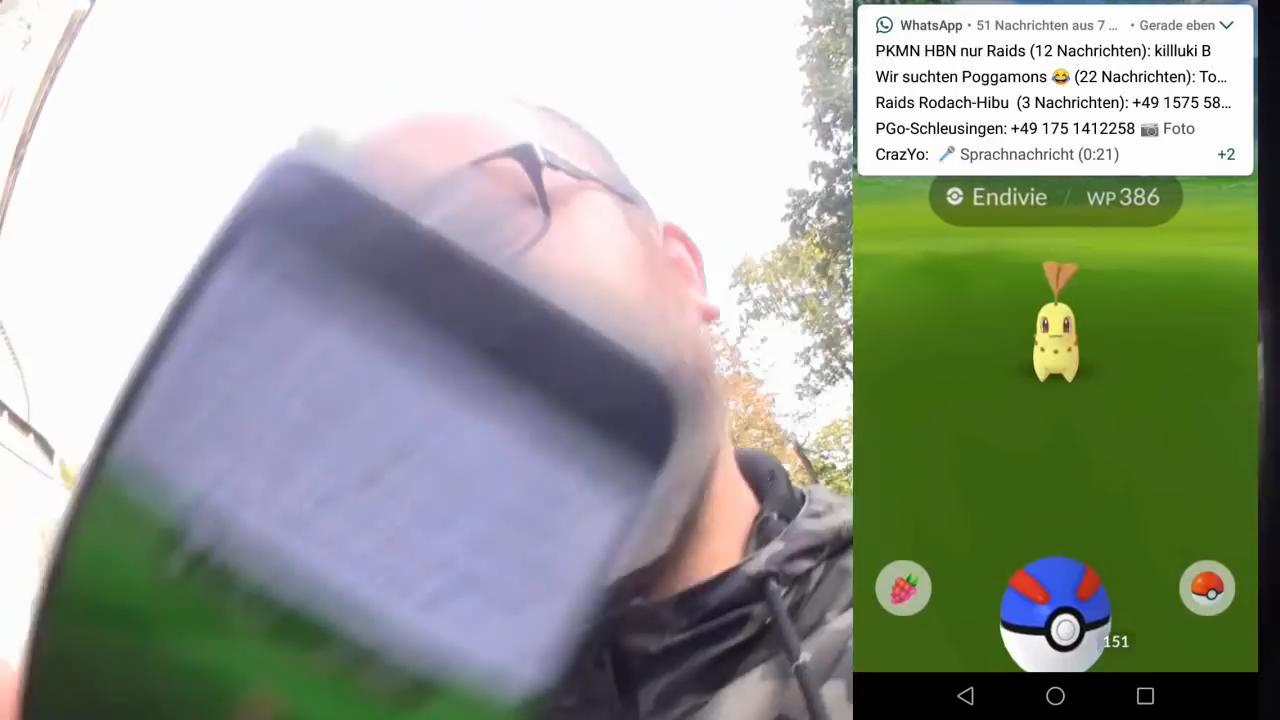 WhatsApp • 51 Nachrichten aus 7 ... • Gerade eben
PKMN HBN nur Raids (12 Nachrichten): killluki B
Wir suchten Poggamons 😂 (22 Nachrichten): To...
Raids Rodach-Hibu (3 Nachrichten): +49 1575 58...
PGo-Schleusingen: +49 175 1412258 📷 Foto
CrazYo: 🎤 Sprachnachricht (0:21) +2
Endivie / WP386
151